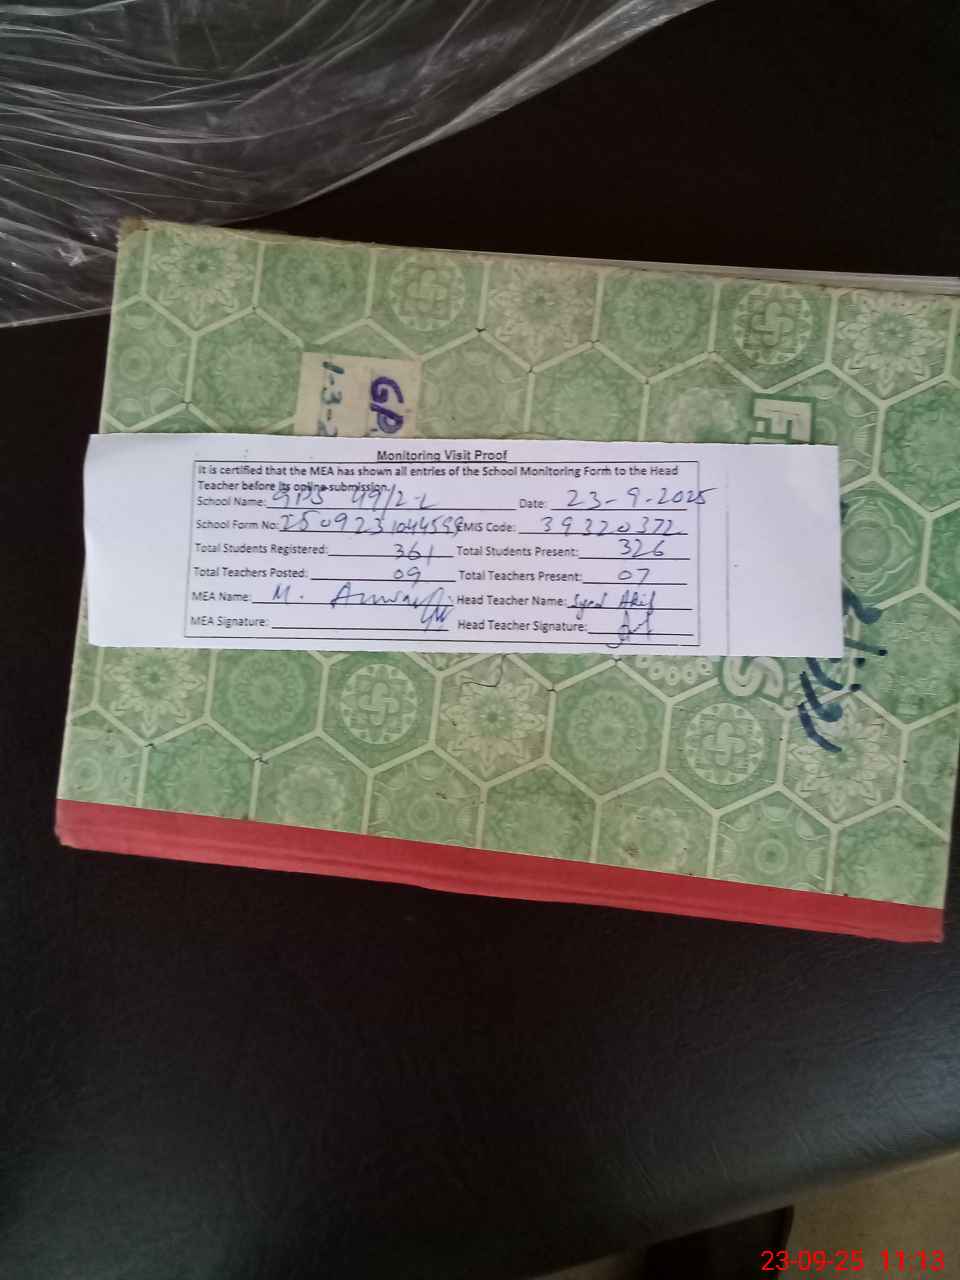 Monitoring Visit Proof
It is certified that the MEA has shown all entries of the School Monitoring Form to the Head
Teacher before its online submission.
School Name: GPS 49/2-L Date: 23-9-2025
School Form No: EMIS Code: 39320372
Total Students Registered: 361 Total Students Present: 326
Total Teachers Posted: 09 Total Teachers Present: 07
MEA Name: M. Anwar Head Teacher Name: Syed Akif
MEA Signature: Head Teacher Signature:
23-09-25 11:13